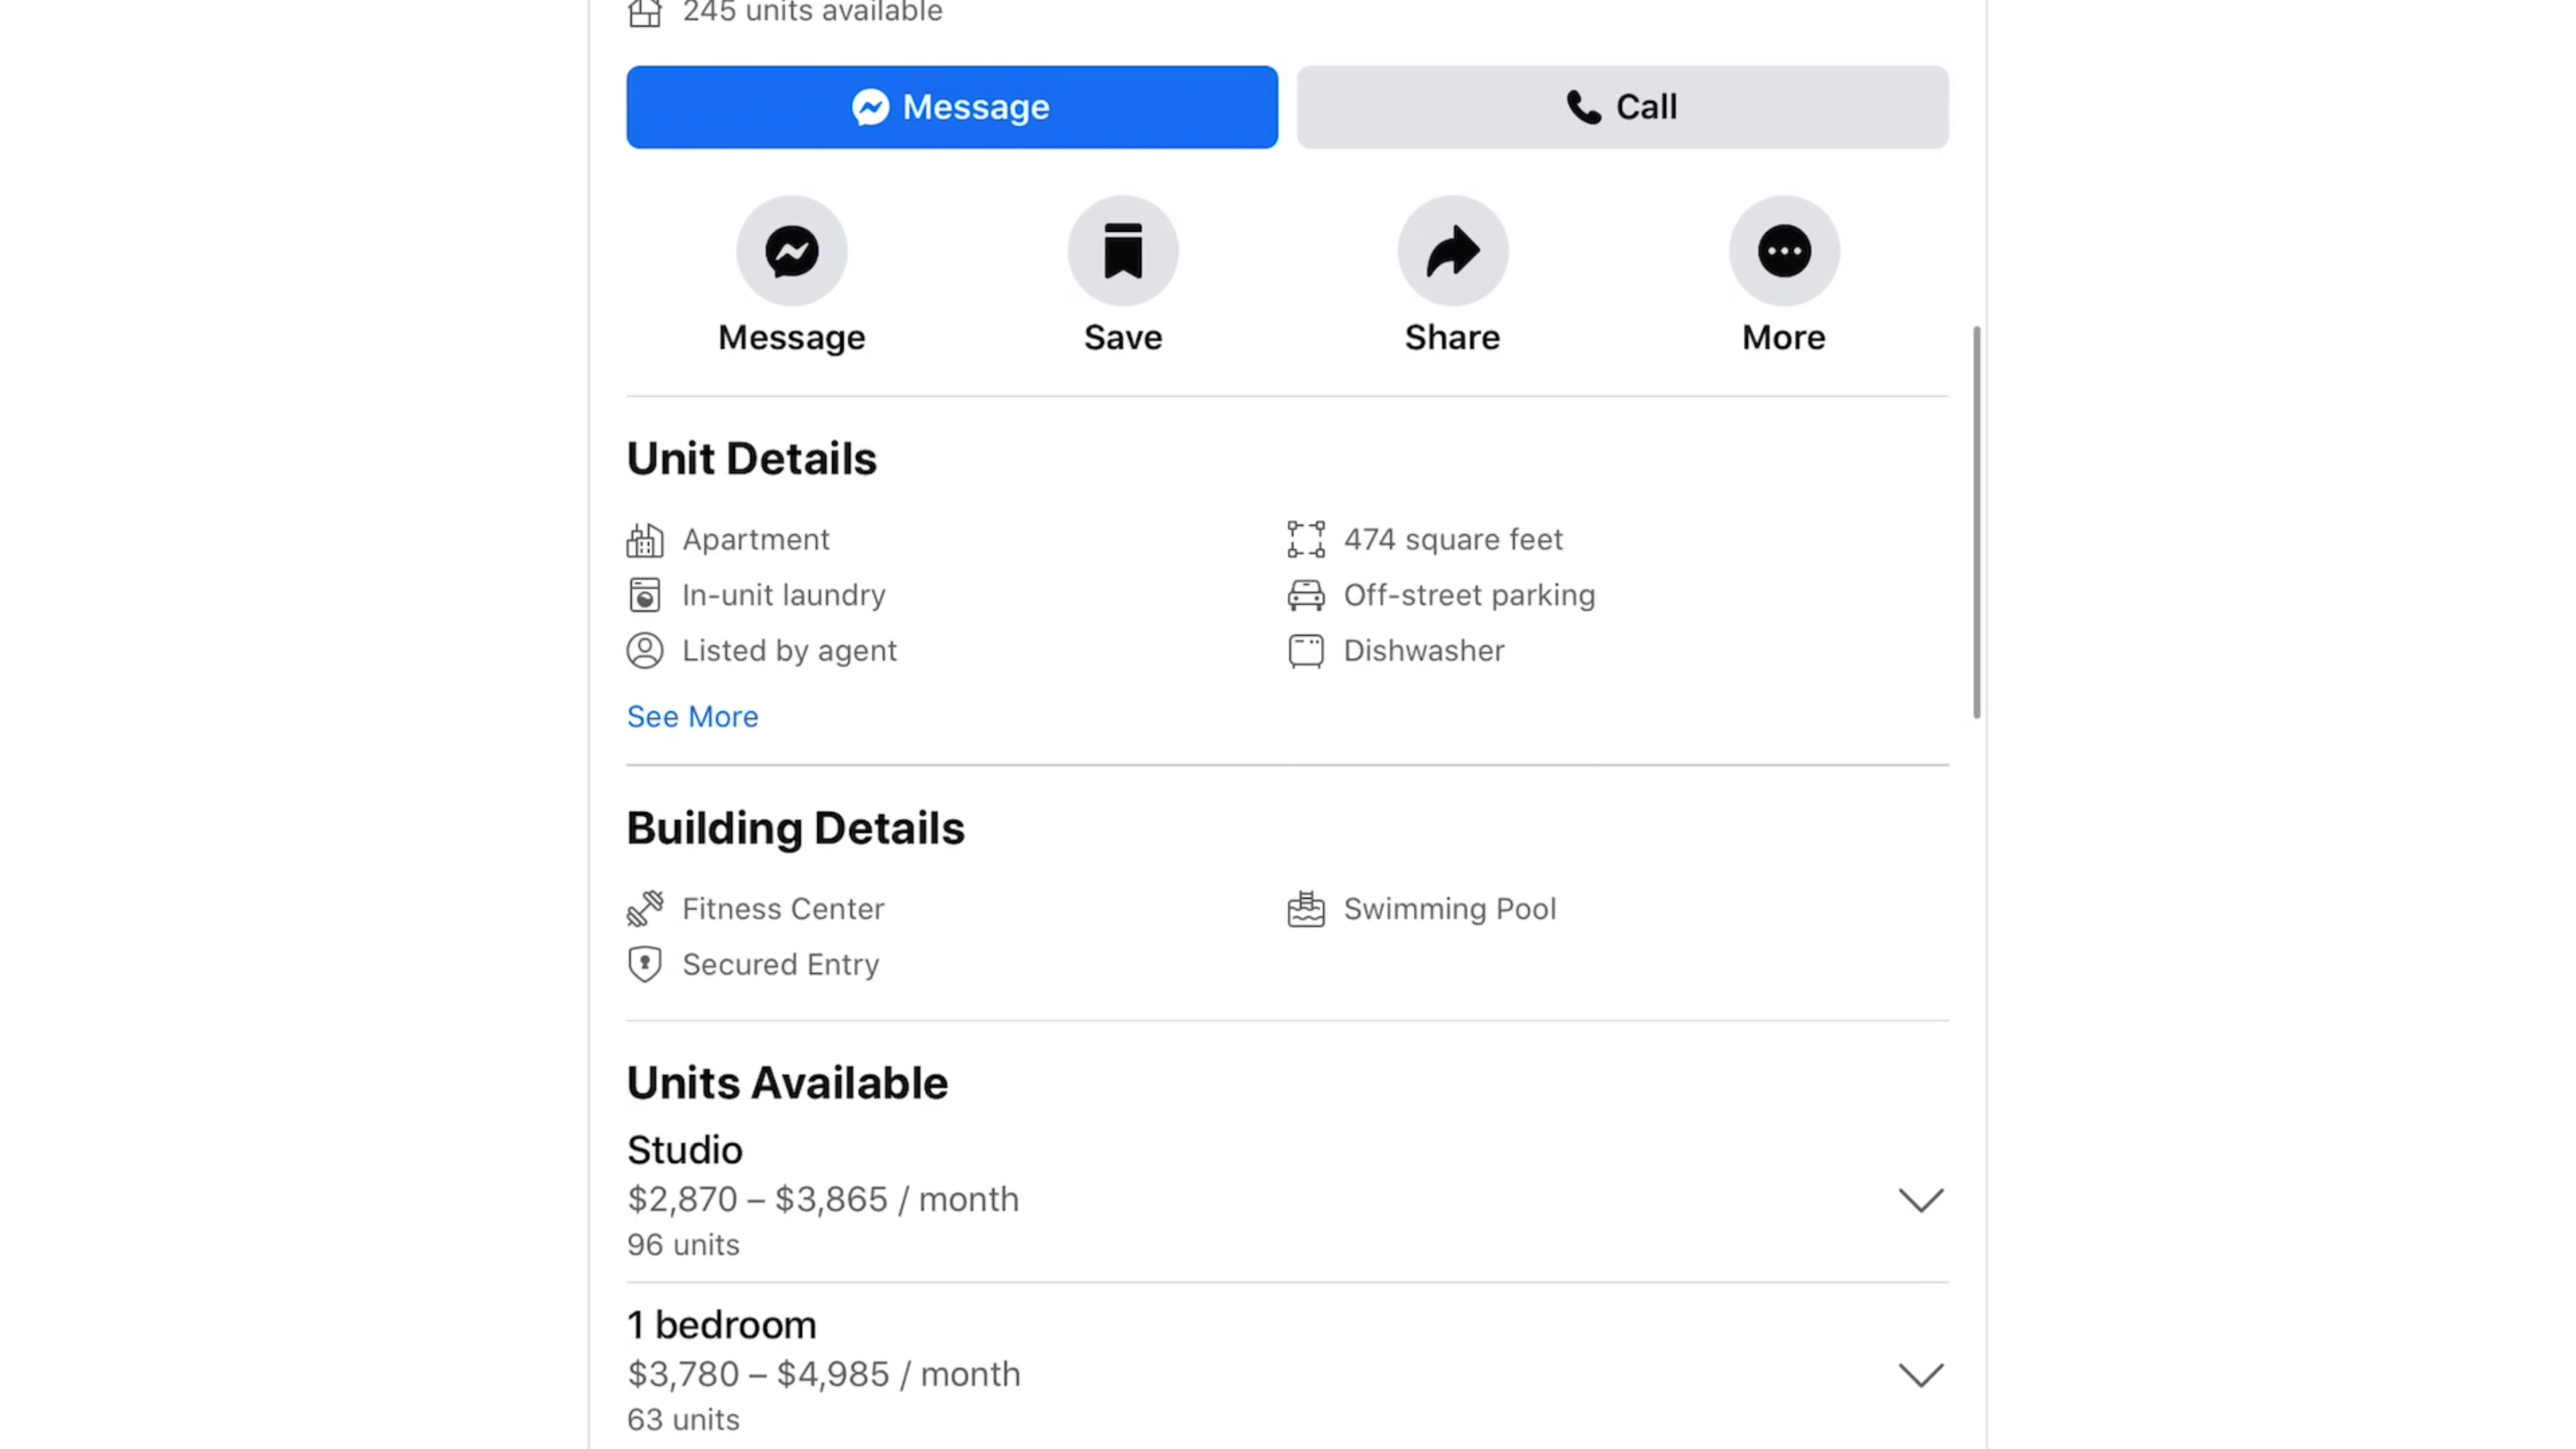 245 units available
Message
Call
Message
Save
Share
More
Unit Details
Apartment
474 square feet
In-unit laundry
Off-street parking
Listed by agent
Dishwasher
See More
Building Details
Fitness Center
Swimming Pool
Secured Entry
Units Available
Studio
$2,870 – $3,865 / month
96 units
1 bedroom
$3,780 – $4,985 / month
63 units